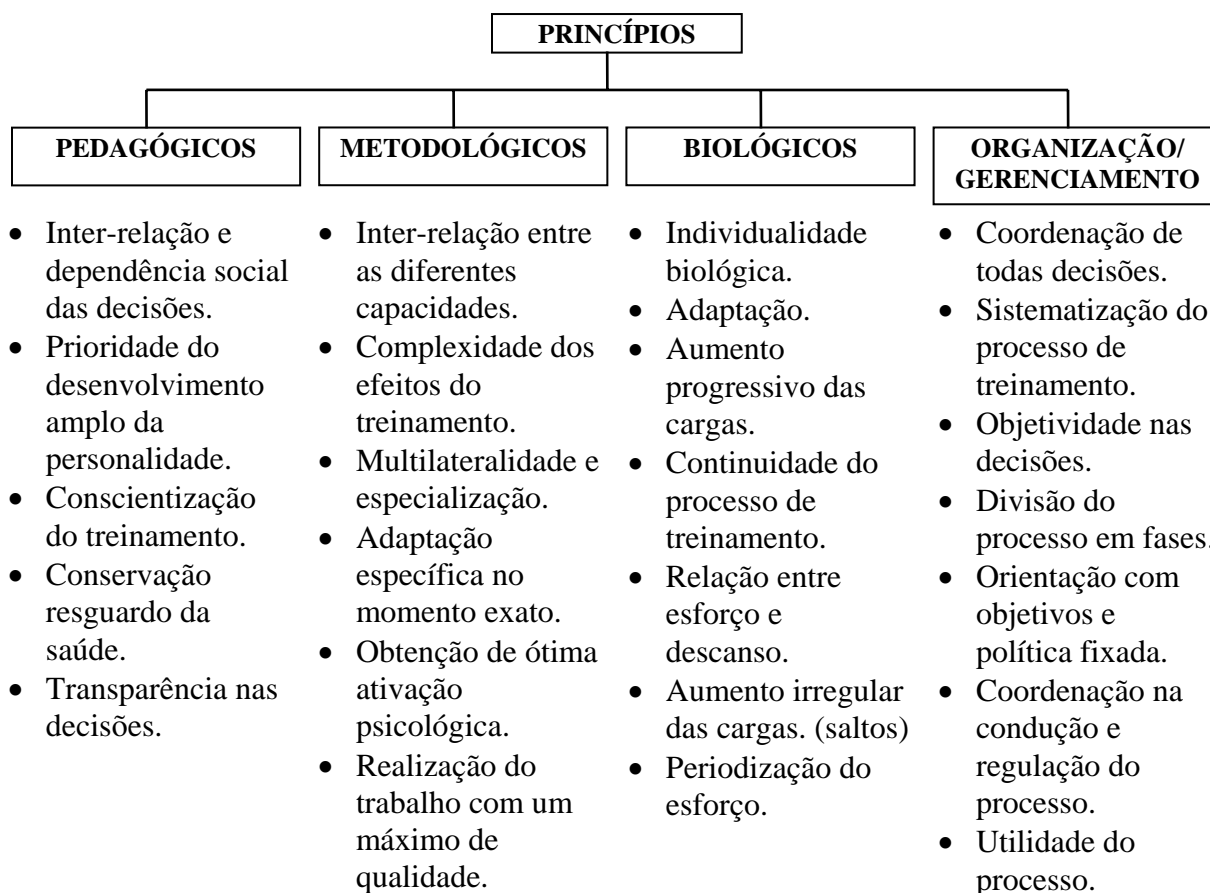 PRINCÍPIOS
PEDAGÓGICOS
• Inter-relação e
dependência social
das decisões.
• Prioridade do
desenvolvimento
amplo da
personalidade.
• Conscientização
do treinamento.
• Conservação
resguardo da
saúde.
• Transparência nas
decisões.
METODOLÓGICOS
• Inter-relação entre
as diferentes
capacidades.
• Complexidade dos
efeitos do
treinamento.
• Multilateralidade e
especialização.
• Adaptação
específica no
momento exato.
• Obtenção de ótima
ativação
psicológica.
• Realização do
trabalho com um
máximo de
qualidade.
BIOLÓGICOS
• Individualidade
biológica.
• Adaptação.
• Aumento
progressivo das
cargas.
• Continuidade do
processo de
treinamento.
• Relação entre
esforço e
descanso.
• Aumento irregular
das cargas. (saltos)
• Periodização do
esforço.
ORGANIZAÇÃO/
GERENCIAMENTO
• Coordenação de
todas decisões.
• Sistematização do
processo de
treinamento.
• Objetividade nas
decisões.
• Divisão do
processo em fases.
• Orientação com
objetivos e
política fixada.
• Coordenação na
condução e
regulação do
processo.
• Utilidade do
processo.